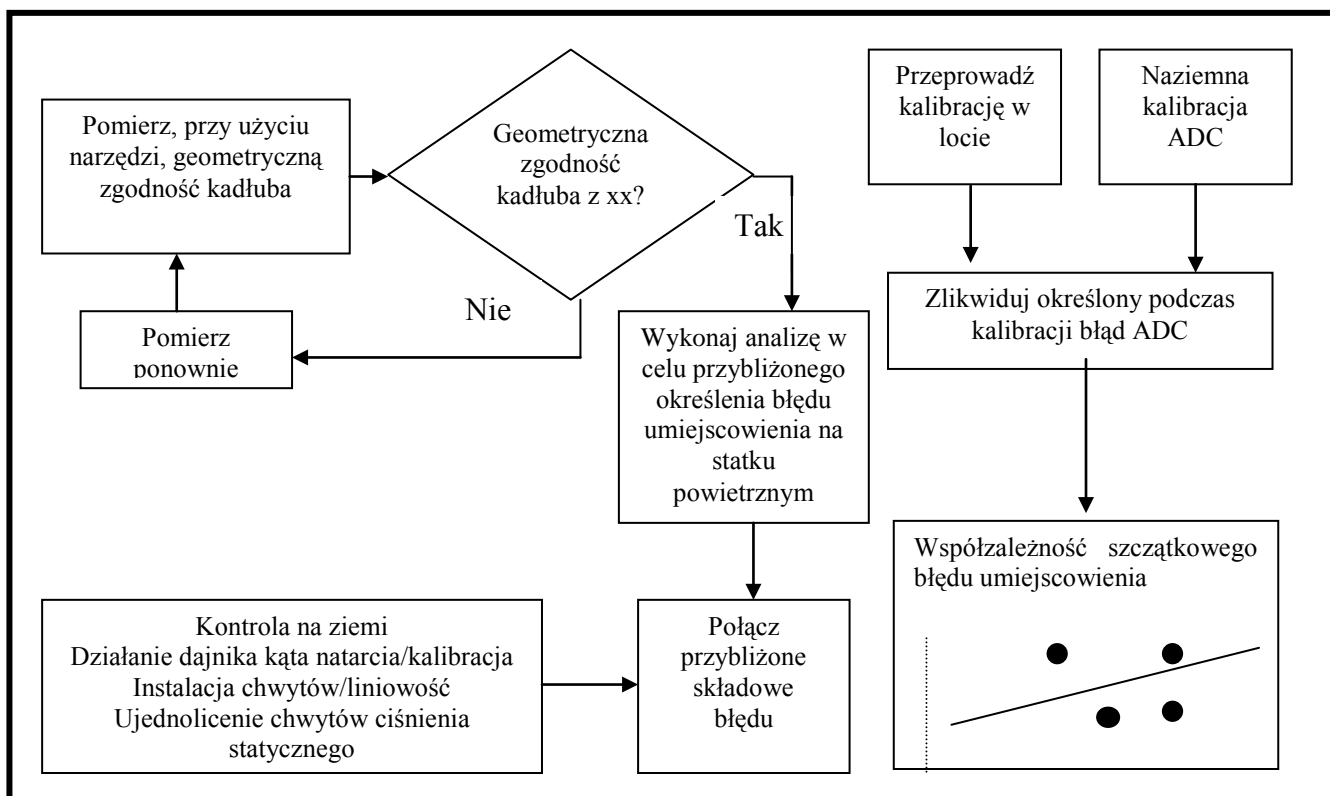 Pomierz, przy użyciu
narzędzi, geometryczną
zgodność kadłuba
Geometryczna
zgodność
kadłuba z xx?
Tak
Nie
Pomierz
ponownie
Wykonaj analizę w
celu przybliżonego
określenia błędu
umiejscowienia na
statku
powietrznym
Kontrola na ziemi
Działanie dajnika kąta natarcia/kalibracja
Instalacja chwytów/liniowość
Ujednolicenie chwytów ciśnienia
statycznego
Połącz
przybliżone
składowe
błędu
Przeprowadź
kalibrację w
locie
Naziemna
kalibracja
ADC
Zlikwiduj określony podczas
kalibracji błąd ADC
Współzależność szczątkowego
błędu umiejscowienia